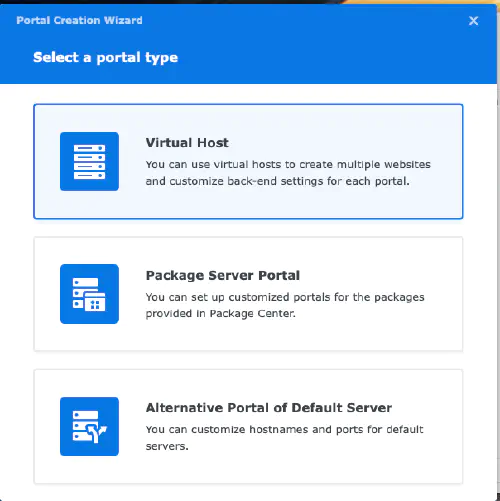 Portal Creation Wizard
Select a portal type
Virtual Host
You can use virtual hosts to create multiple websites
and customize back-end settings for each portal.
Package Server Portal
You can set up customized portals for the packages
provided in Package Center.
Alternative Portal of Default Server
You can customize hostnames and ports for default
servers.